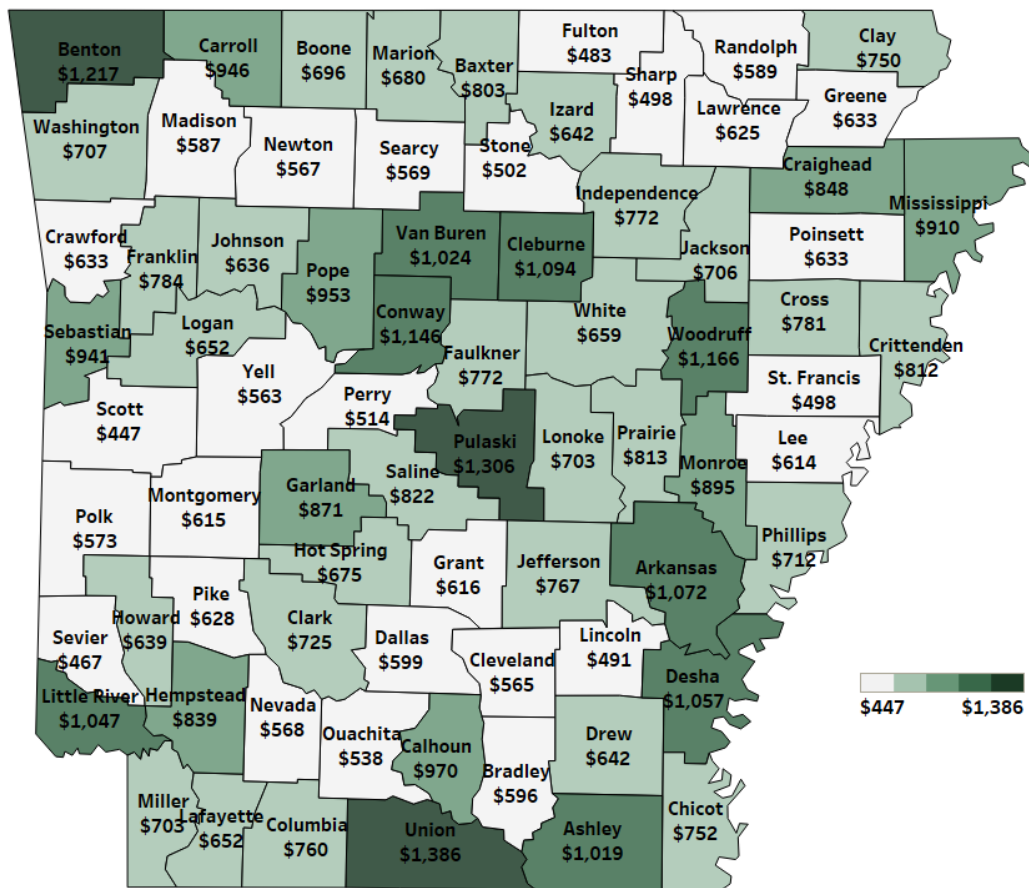 Benton
$1,217
Carroll
$946
Boone
$696
Marion
$680
Baxter
$803
Fulton
$483
Sharp
$498
Randolph
$589
Clay
$750
Washington
$707
Madison
$587
Newton
$567
Searcy
$569
Stone
$502
Izard
$642
Lawrence
$625
Greene
$633
Independence
$772
Craighead
$848
Mississippi
$910
Crawford
$633
Franklin
$784
Johnson
$636
Pope
$953
Van Buren
$1,024
Cleburne
$1,094
Jackson
$706
Poinsett
$633
Sebastian
$941
Logan
$652
Conway
$1,146
Faulkner
$772
White
$659
Woodruff
$1,166
Cross
$781
Crittenden
$812
Scott
$447
Yell
$563
Perry
$514
St. Francis
$498
Pulaski
$1,306
Lonoke
$703
Prairie
$813
Lee
$614
Polk
$573
Montgomery
$615
Garland
$871
Saline
$822
Monroe
$895
Hot Spring
$675
Grant
$616
Jefferson
$767
Arkansas
$1,072
Phillips
$712
Sevier
$467
Howard
$639
Pike
$628
Clark
$725
Dallas
$599
Cleveland
$565
Lincoln
$491
Desha
$1,057
Little River
$1,047
Hempstead
$839
Nevada
$568
Ouachita
$538
Calhoun
$970
Bradley
$596
Drew
$642
$447
$1,386
Miller
$703
Lafayette
$652
Columbia
$760
Union
$1,386
Ashley
$1,019
Chicot
$752